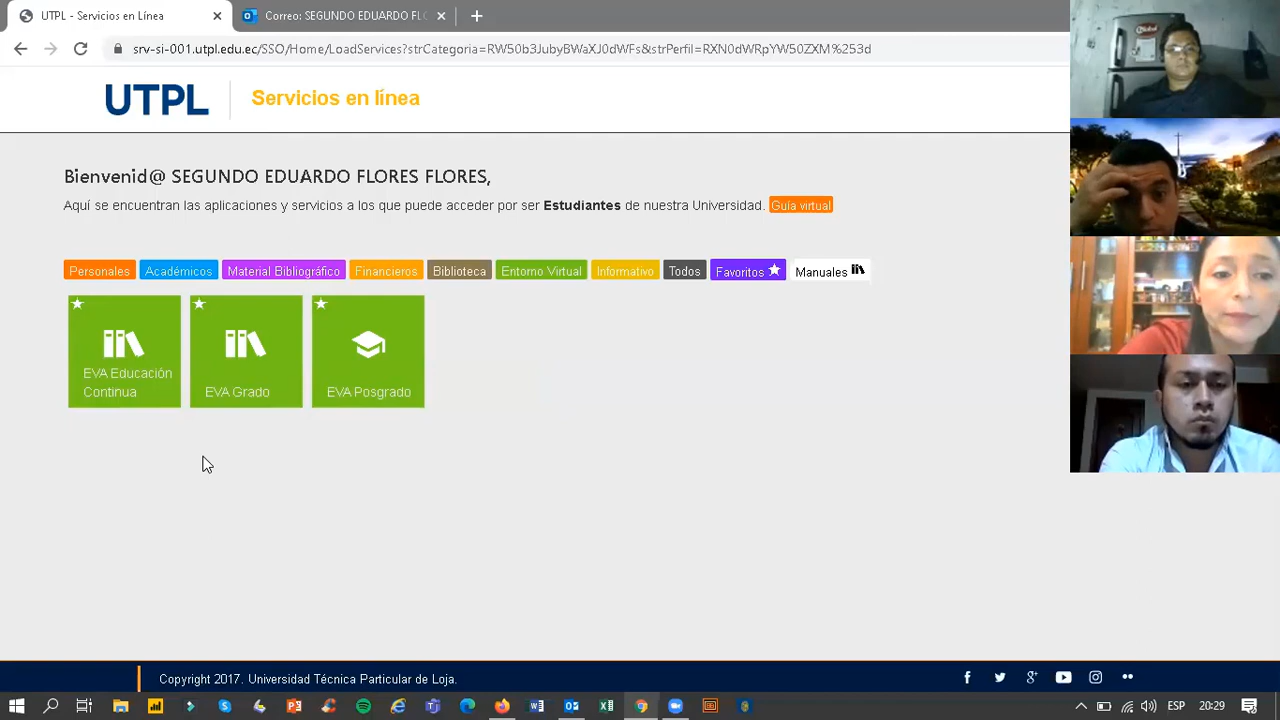 UTPL - Servicios en Línea
Correo: SEGUNDO EDUARDO FL
srv-si-001.utpl.edu.ec/SSO/Home/LoadServices?strCategoria=RW50b3JubyBWaXJ0dWFs&strPerfil=RXN0dWRpYW50ZXM%253d
UTPL
Servicios en línea
Bienvenid@ SEGUNDO EDUARDO FLORES FLORES,
Aquí se encuentran las aplicaciones y servicios a los que puede acceder por ser Estudiantes de nuestra Universidad. Guía virtual
Personales Académicos Material Bibliográfico Financieros Biblioteca Entorno Virtual Informativo Todos Favoritos Manuales
EVA Educación
Continua
EVA Grado
EVA Posgrado
Copyright 2017. Universidad Técnica Particular de Loja.
ESP
20:29